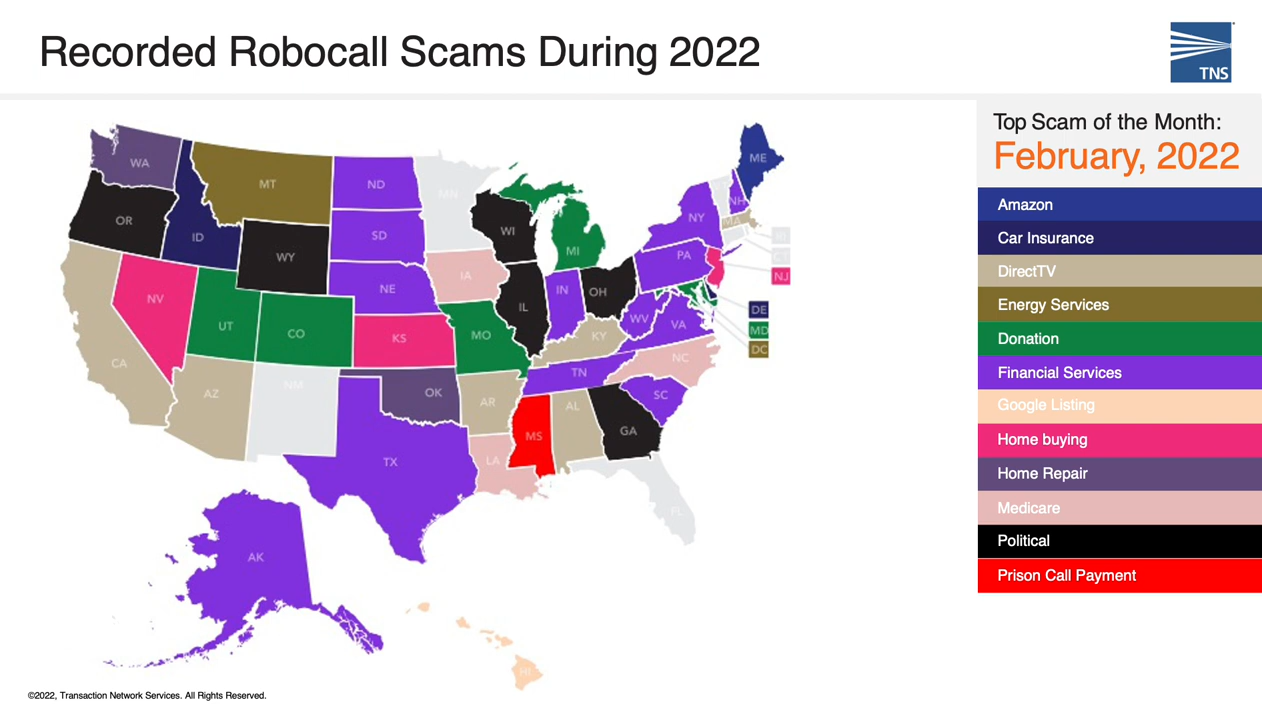 Recorded Robocall Scams During 2022
TNS
Top Scam of the Month:
February, 2022
Amazon
Car Insurance
DirectTV
Energy Services
Donation
Financial Services
Google Listing
Home buying
Home Repair
Medicare
Political
Prison Call Payment
WA
MT
ND
MN
ME
OR
ID
WY
SD
WI
MI
NY
NH
MA
NV
UT
CO
NE
IA
IL
IN
OH
PA
NJ
CA
AZ
NM
KS
MO
KY
WV
VA
DE
MD
DC
OK
AR
TN
NC
SC
TX
LA
MS
AL
GA
FL
AK
HI
©2022, Transaction Network Services. All Rights Reserved.